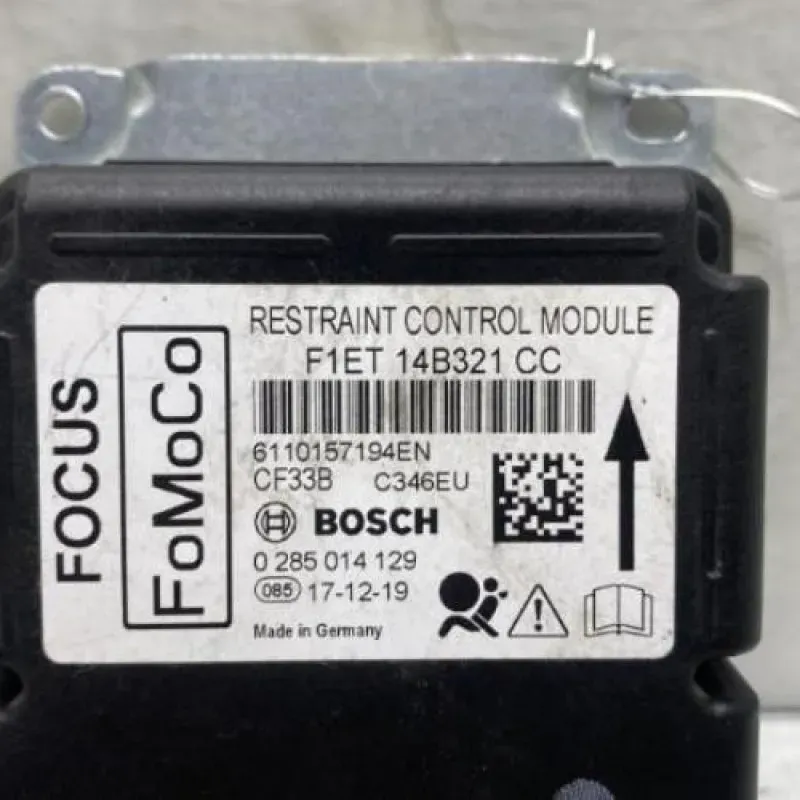 FOCUS
FoMoCo
RESTRAINT CONTROL MODULE
F1ET 14B321 CC
6110157194EN
CF33B C346EU
BOSCH
0 285 014 129
085 17-12-19
Made in Germany